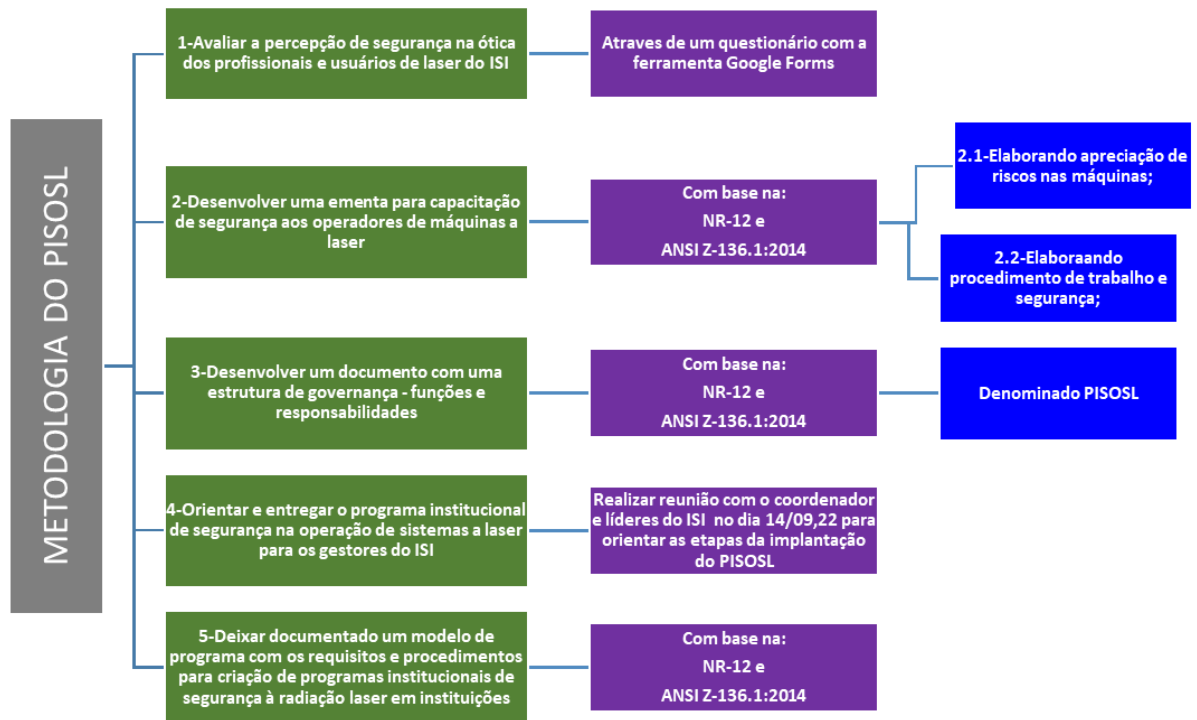 METODOLOGIA DO PISOSL
1-Avaliar a percepção de segurança na ótica
dos profissionais e usuários de laser do ISI
Atraves de um questionário com a
ferramenta Google Forms
2-Desenvolver uma ementa para capacitação
de segurança aos operadores de máquinas a
laser
Com base na:
NR-12 e
ANSI Z-136.1:2014
2.1-Elaborando apreciação de
riscos nas máquinas;
2.2-Elaboraando
procedimento de trabalho e
segurança;
3-Desenvolver un documento com uma
estrutura de governança - funções e
responsabilidades
Com base na:
NR-12 e
ANSI Z-136.1:2014
Denominado PISOSL
4-Orientar e entregar o programa institucional
de segurança na operação de sistemas a laser
para os gestores do ISI
Realizar reunião com o coordenador
e líderes do ISI no dia 14/09,22 para
orientar as etapas da implantação
do PISOSL
5-Deixar documentado um modelo de
programa com os requisitos e procedimentos
para criação de programas institucionais de
segurança à radiação laser em instituições
Com base na:
NR-12 e
ANSI Z-136.1:2014